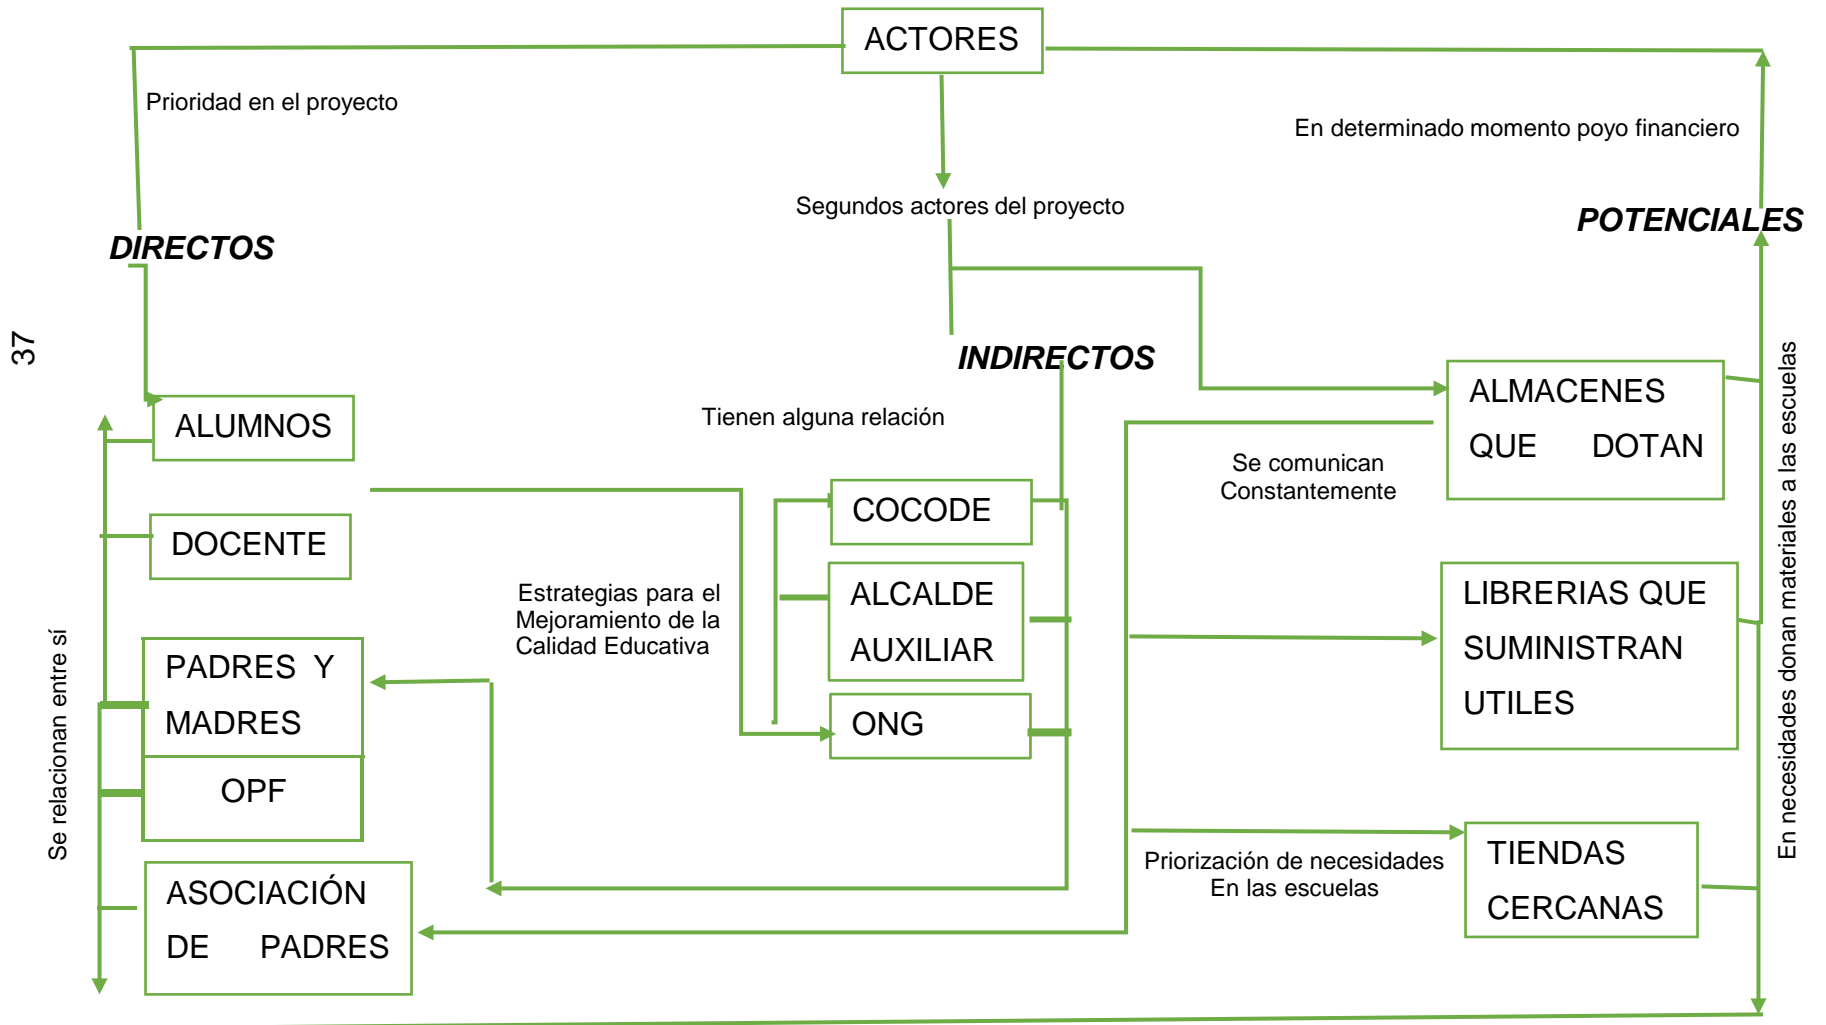 ACTORES
Prioridad en el proyecto
En determinado momento poyo financiero
Segundos actores del proyecto
POTENCIALES
DIRECTOS
37
INDIRECTOS
ALMACENES
QUE DOTAN
ALUMNOS
Tienen alguna relación
Se comunican
Constantemente
COCODE
DOCENTE
Estrategias para el
Mejoramiento de la
Calidad Educativa
ALCALDE
AUXILIAR
LIBRERIAS QUE
SUMINISTRAN
UTILES
En necesidades donan materiales a las escuelas
Se relacionan entre sí
PADRES Y
MADRES
ONG
OPF
Priorización de necesidades
En las escuelas
TIENDAS
CERCANAS
ASOCIACIÓN
DE PADRES